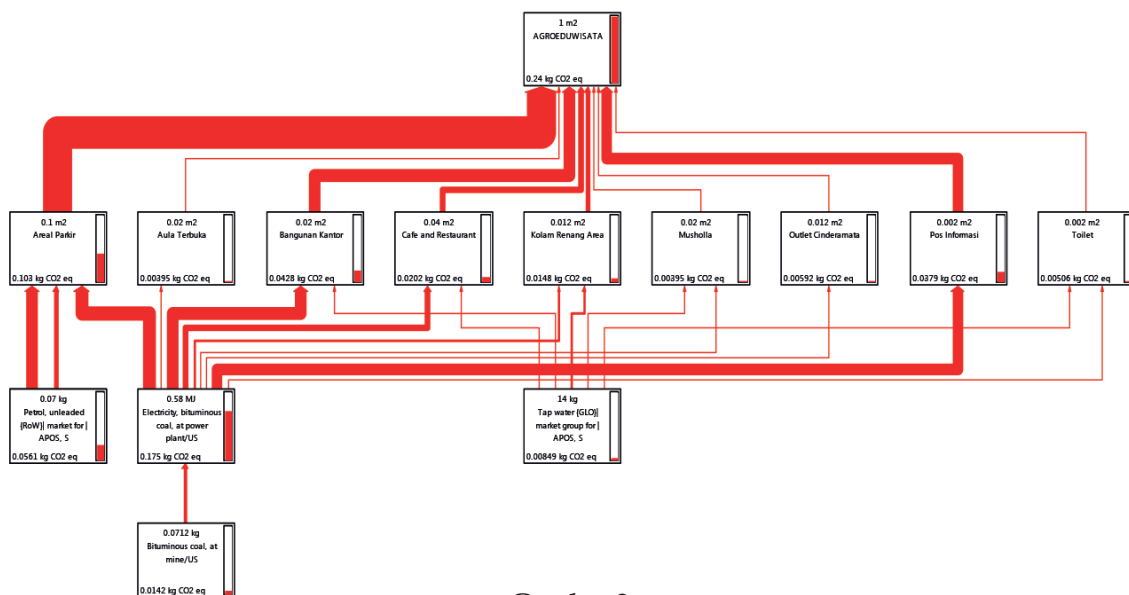 1 m2
AGROEDUWISATA
0.24 kg CO2 eq
0.1 m2
Areal Parkir
0.103 kg CO2 eq
0.02 m2
Aula Terbuka
0.00395 kg CO2 eq
0.02 m2
Bangunan Kantor
0.0428 kg CO2 eq
0.04 m2
Cafe and Restaurant
0.0202 kg CO2 eq
0.012 m2
Kolam Renang Area
0.0148 kg CO2 eq
0.02 m2
Musholla
0.00395 kg CO2 eq
0.012 m2
Outlet Cinderamata
0.00592 kg CO2 eq
0.002 m2
Pos Informasi
0.0379 kg CO2 eq
0.002 m2
Toilet
0.00506 kg CO2 eq
0.07 kg
Petrol, unleaded
{RoW}| market for |
APOS, S
0.0561 kg CO2 eq
0.58 MJ
Electricity, bituminous
coal, at power
plant/US
0.175 kg CO2 eq
14 kg
Tap water {GLO}|
market group for |
APOS, S
0.00849 kg CO2 eq
0.0712 kg
Bituminous coal, at
mine/US
0.0142 kg CO2 eq